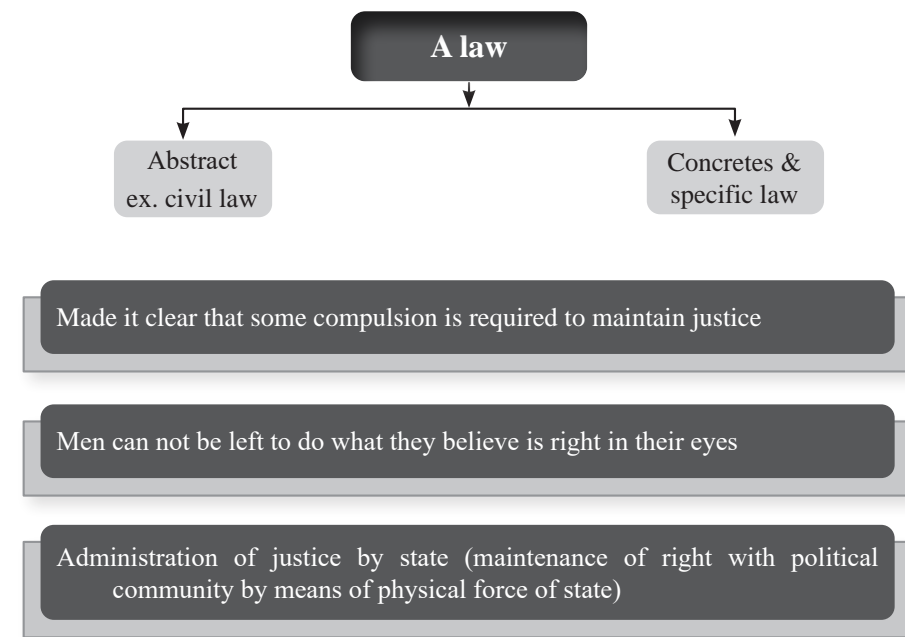 A law
Abstract
ex. civil law
Concretes &
specific law
Made it clear that some compulsion is required to maintain justice
Men can not be left to do what they believe is right in their eyes
Administration of justice by state (maintenance of right with political
community by means of physical force of state)